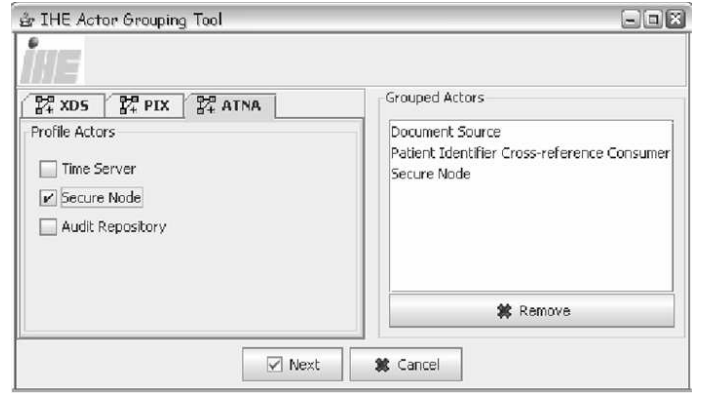 IHE Actor Grouping Tool
IHE
XDS PIX ATNA
Profile Actors
Time Server
Secure Node
Audit Repository
Grouped Actors
Document Source
Patient Identifier Cross-reference Consumer
Secure Node
Remove
Next Cancel